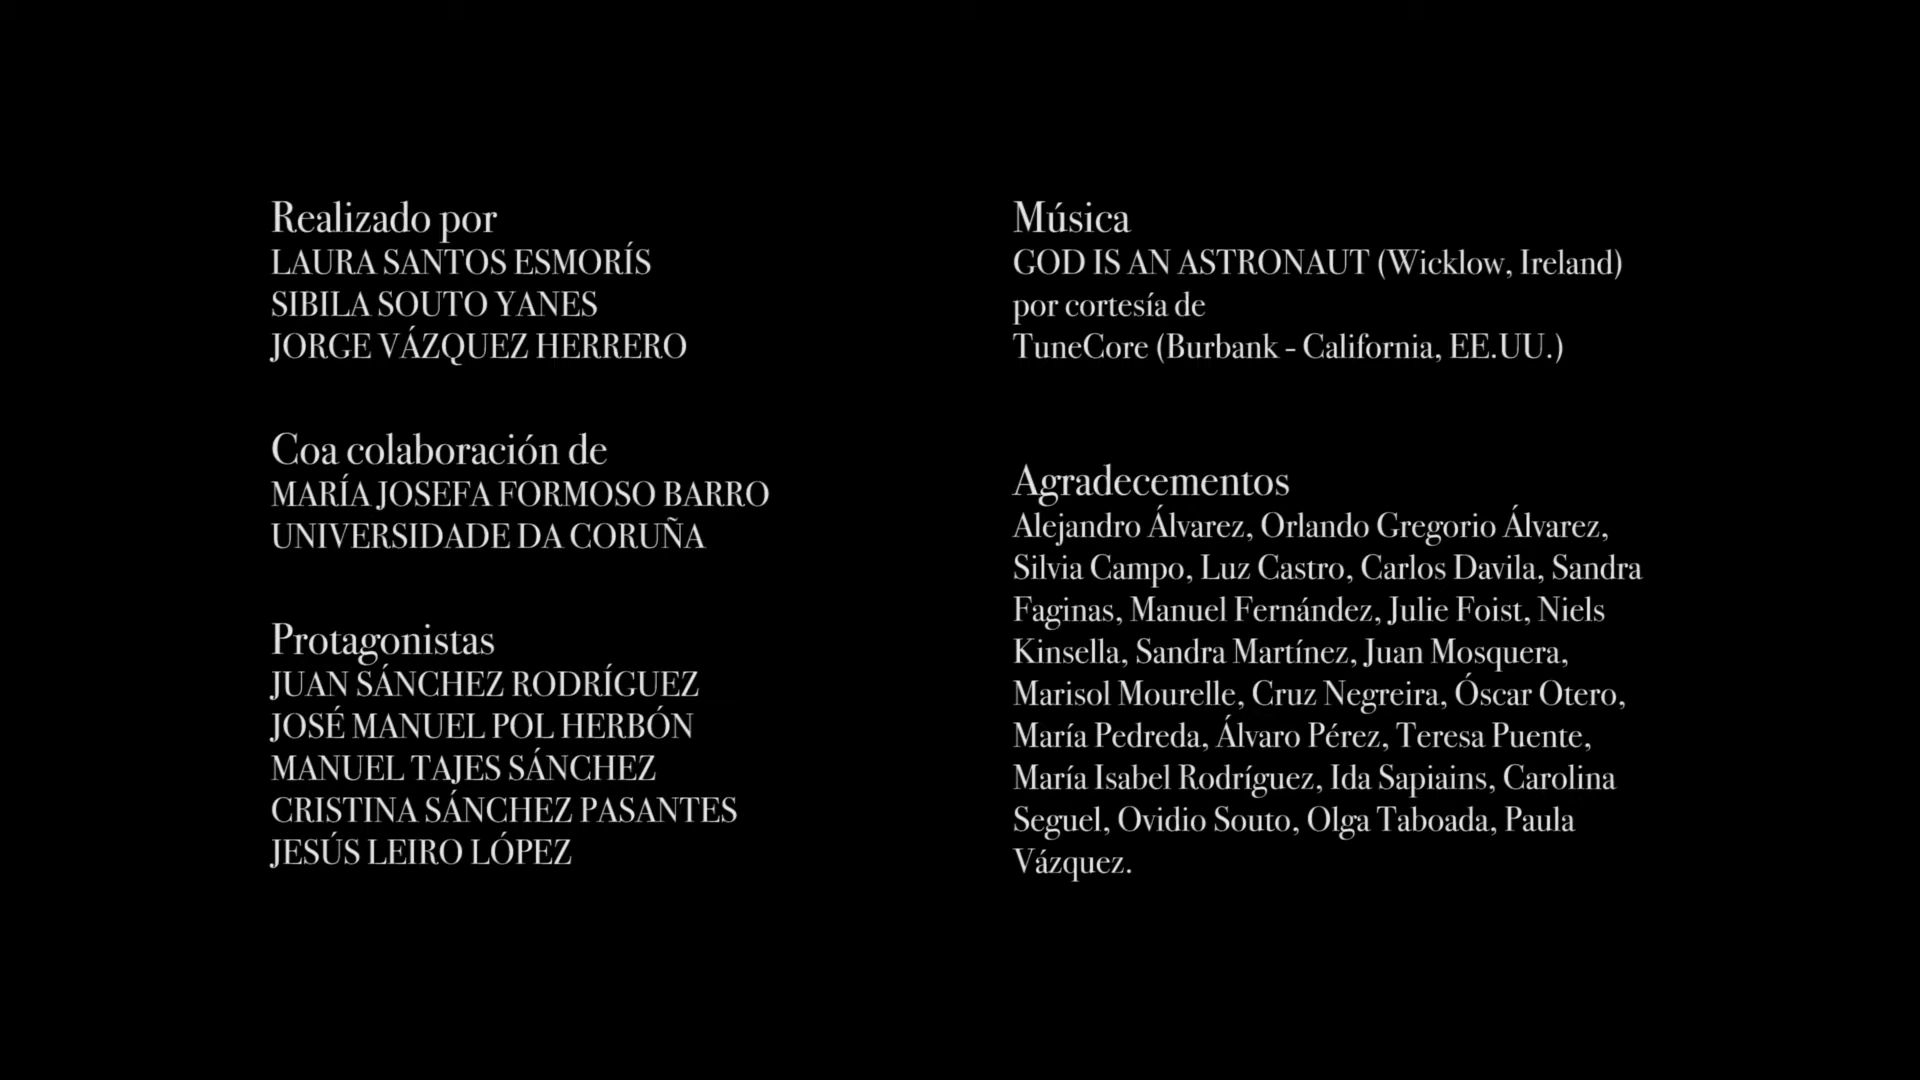 Realizado por
LAURA SANTOS ESMORÍS
SIBILA SOUTO YANES
JORGE VÁZQUEZ HERRERO
Coa colaboración de
MARÍA JOSEFA FORMOSO BARRO
UNIVERSIDADE DA CORUÑA
Protagonistas
JUAN SÁNCHEZ RODRÍGUEZ
JOSÉ MANUEL POL HERBÓN
MANUEL TAJES SÁNCHEZ
CRISTINA SÁNCHEZ PASANTES
JESÚS LEIRO LÓPEZ
Música
GOD IS AN ASTRONAUT (Wicklow, Ireland)
por cortesía de
TuneCore (Burbank - California, EE.UU.)
Agradecementos
Alejandro Álvarez, Orlando Gregorio Álvarez,
Silvia Campo, Luz Castro, Carlos Davila, Sandra
Faginas, Manuel Fernández, Julie Foist, Niels
Kinsella, Sandra Martínez, Juan Mosquera,
Marisol Mourelle, Cruz Negreira, Óscar Otero,
María Pedreda, Álvaro Pérez, Teresa Puente,
María Isabel Rodríguez, Ida Sapiains, Carolina
Seguel, Ovidio Souto, Olga Taboada, Paula
Vázquez.